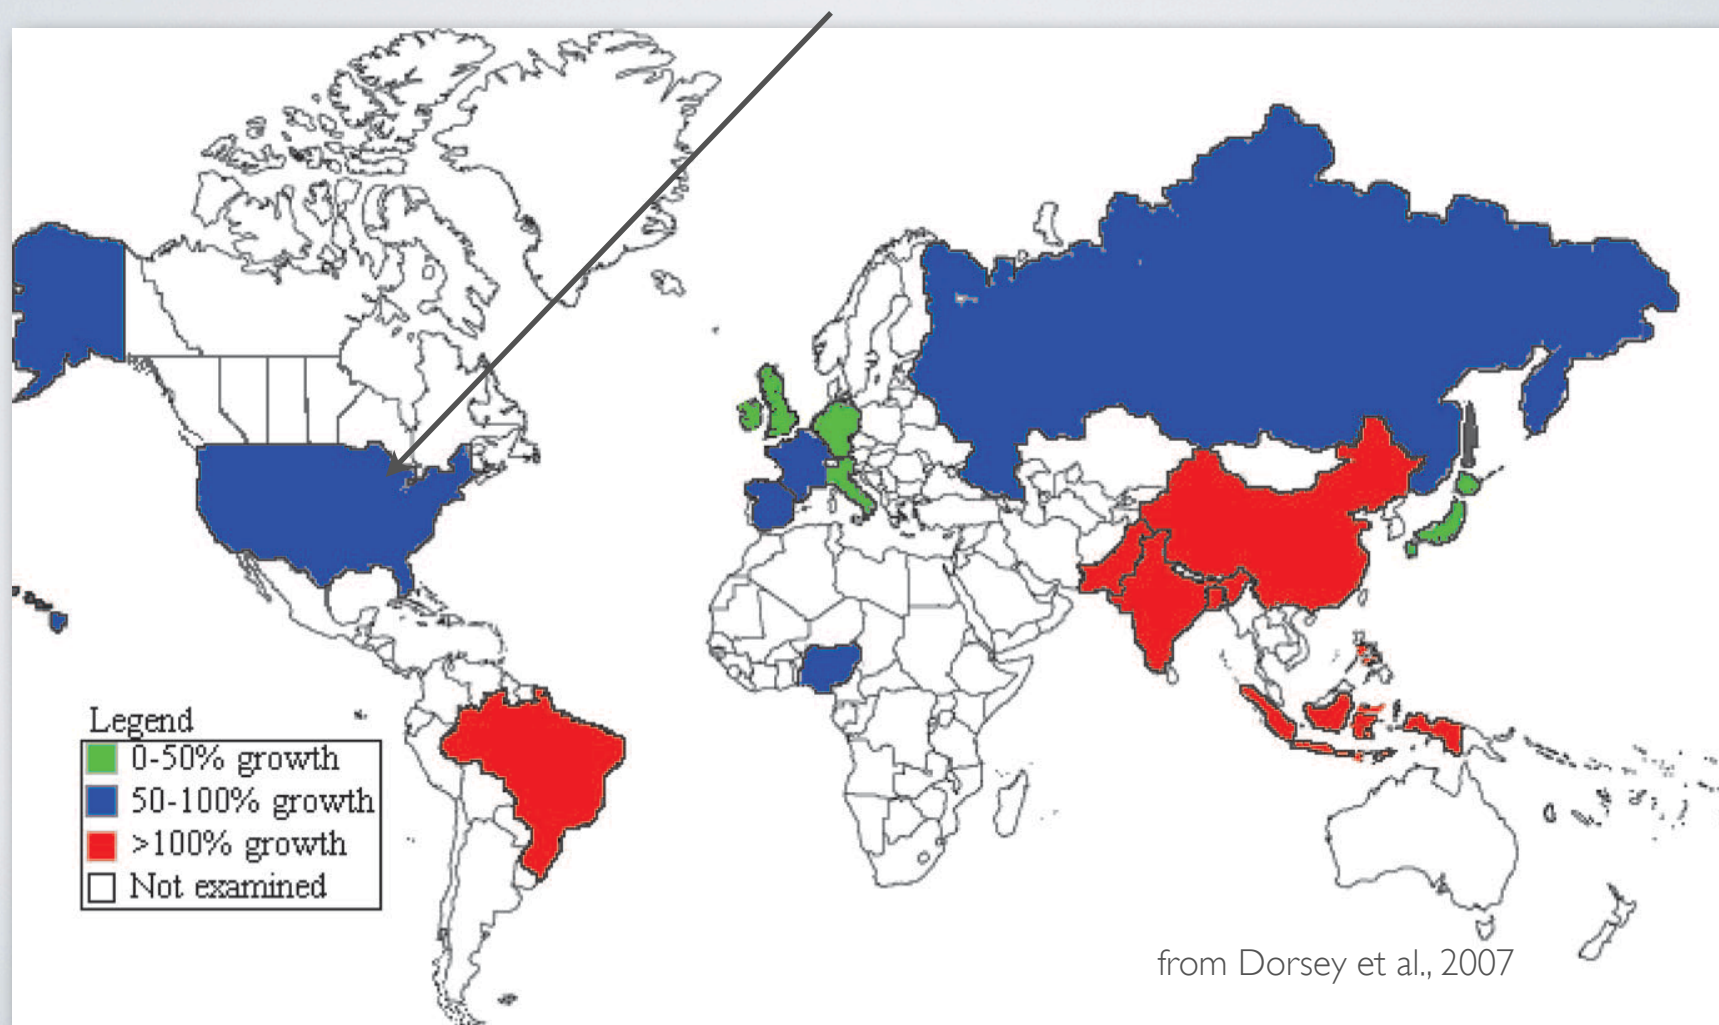 Legend
0-50% growth
50-100% growth
>100% growth
Not examined
from Dorsey et al., 2007